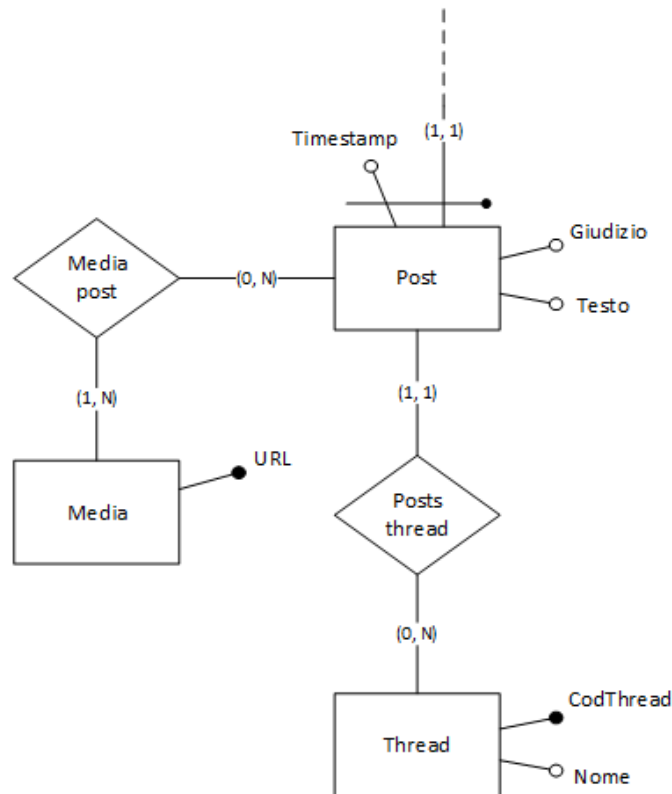 (1, 1)
Timestamp
Giudizio
Media
post
(0, N)
Post
Testo
(1, N)
(1, 1)
URL
Media
Posts
thread
(0, N)
CodThread
Thread
Nome